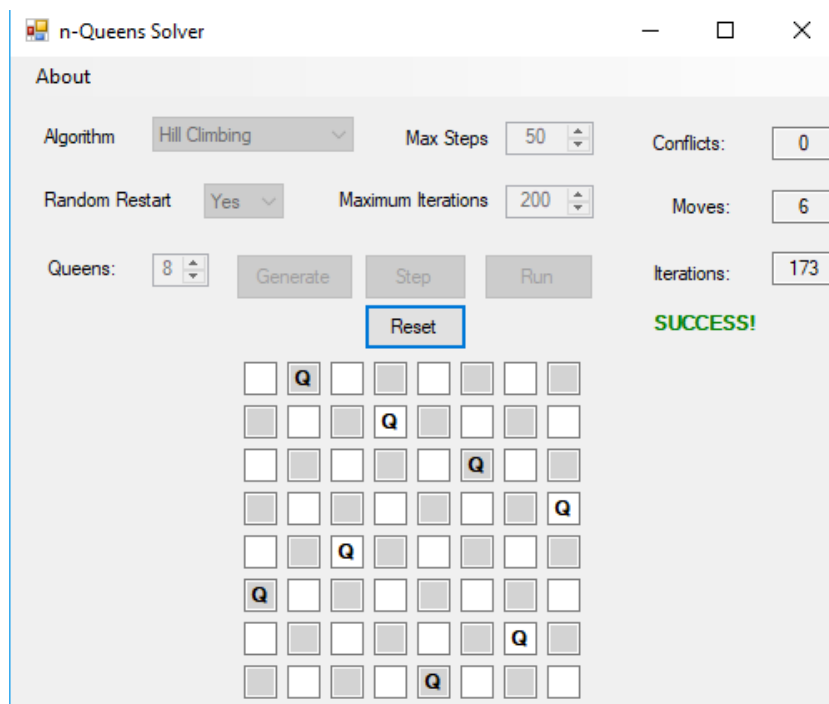 n-Queens Solver
About
Algorithm Hill Climbing Max Steps 50 Conflicts: 0
Random Restart Yes Maximum Iterations 200 Moves: 6
Queens: 8 Generate Step Run Iterations: 173
Reset SUCCESS!
Q
Q
Q
Q
Q
Q
Q
Q